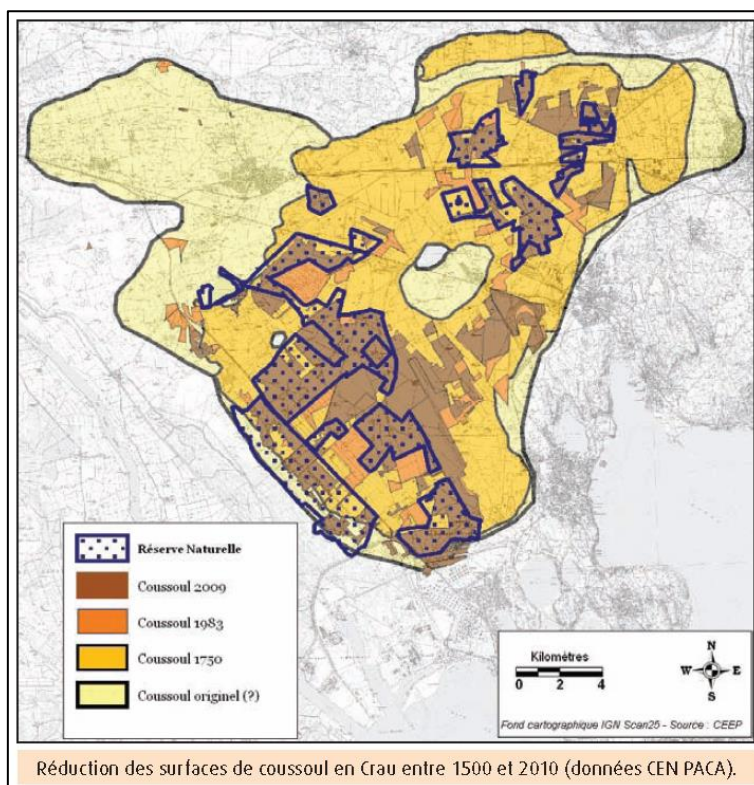 Réserve Naturelle
Coussoul 2009
Coussoul 1983
Coussoul 1750
Coussoul originel (?)
Kilomètres
0 2 4
N
W E
S
Fond cartographique IGN Scan25 - Source : CEEP
Réduction des surfaces de coussoul en Crau entre 1500 et 2010 (données CEN PACA).